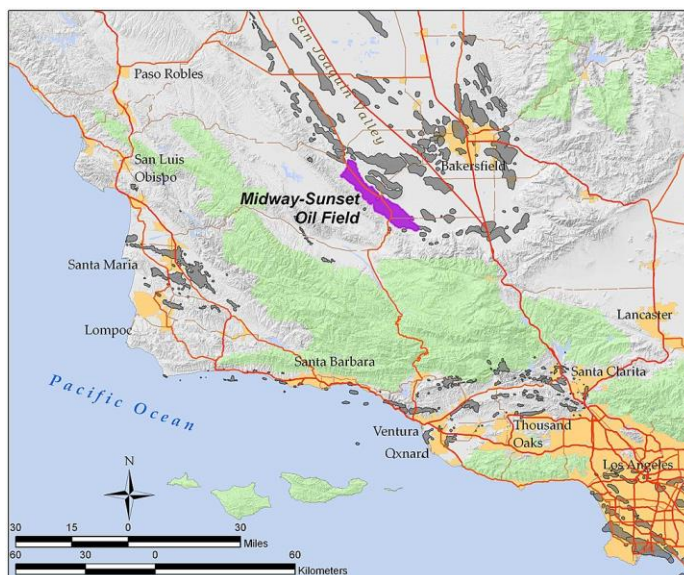 San Joaquin Valley
Paso Robles
Bakersfield
San Luis
Obispo
Midway-Sunset
Oil Field
Santa Maria
Lompoc
Lancaster
Santa Barbara
Santa Clarita
Pacific Ocean
Ventura
Thousand
Oaks
Qxnard
Los Angeles
N
30 15 0 30
Miles
60 30 0 60
Kilometers